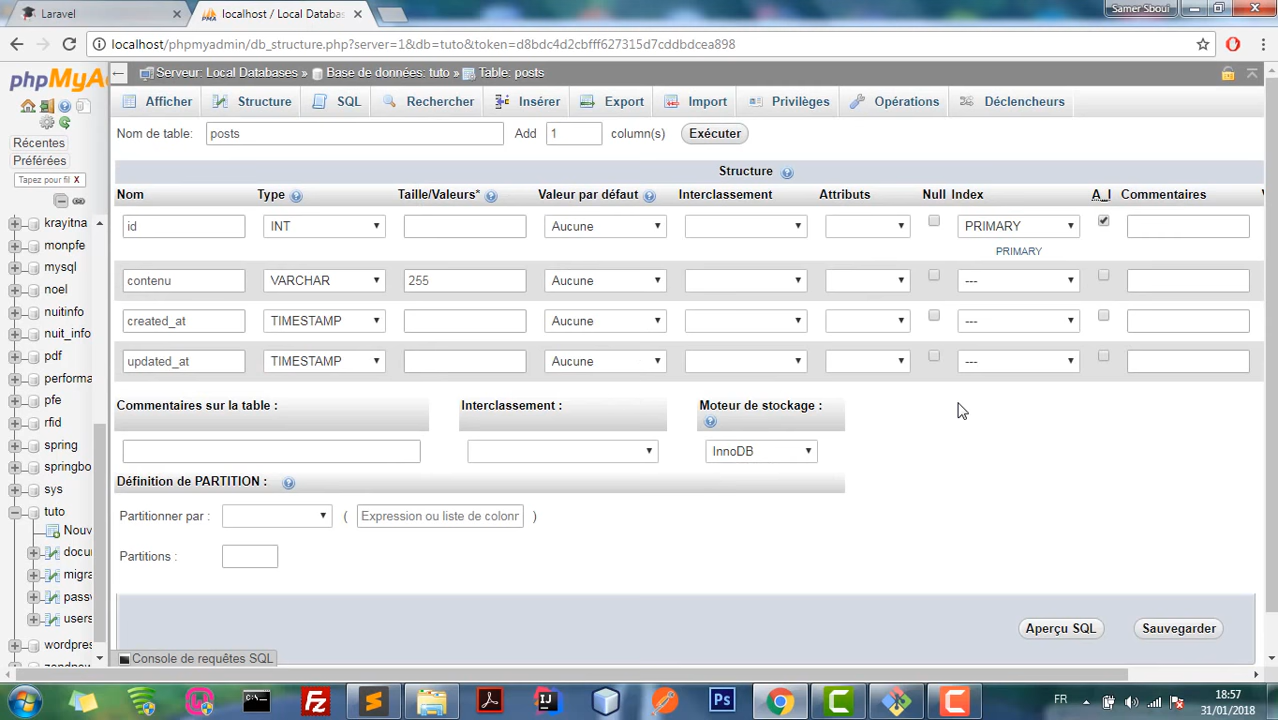 Laravel
localhost / Local Databas
Samer Sboui
localhost/phpmyadmin/db_structure.php?server=1&db=tuto&token=d8bdc4d2cbfff627315d7cddbdcea898
phpMyAd
Récentes
Préférées
Tapez pour fil X
krayitna
monpfe
mysql
noel
nuitinfo
nuit_info
pdf
performa
pfe
rfid
spring
springbo
sys
tuto
Nouv
docu
migra
pass
users
wordpres
Serveur: Local Databases » Base de données: tuto » Table: posts
Afficher Structure SQL Rechercher Insérer Export Import Privilèges Opérations Déclencheurs
Nom de table: posts Add 1 column(s) Exécuter
Structure
Nom Type Taille/Valeurs* Valeur par défaut Interclassement Attributs Null Index A_I Commentaires
id INT Aucune PRIMARY
PRIMARY
contenu VARCHAR 255 Aucune ---
created_at TIMESTAMP Aucune ---
updated_at TIMESTAMP Aucune ---
Commentaires sur la table : Interclassement : Moteur de stockage :
InnoDB
Définition de PARTITION :
Partitionner par : ( Expression ou liste de colonr )
Partitions :
Aperçu SQL Sauvegarder
Console de requêtes SQL
FR
18:57
31/01/2018